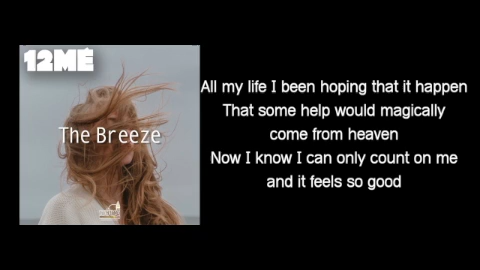 12ME
The Breeze
All my life I been hoping that it happen
That some help would magically
come from heaven
Now I know I can only count on me
and it feels so good